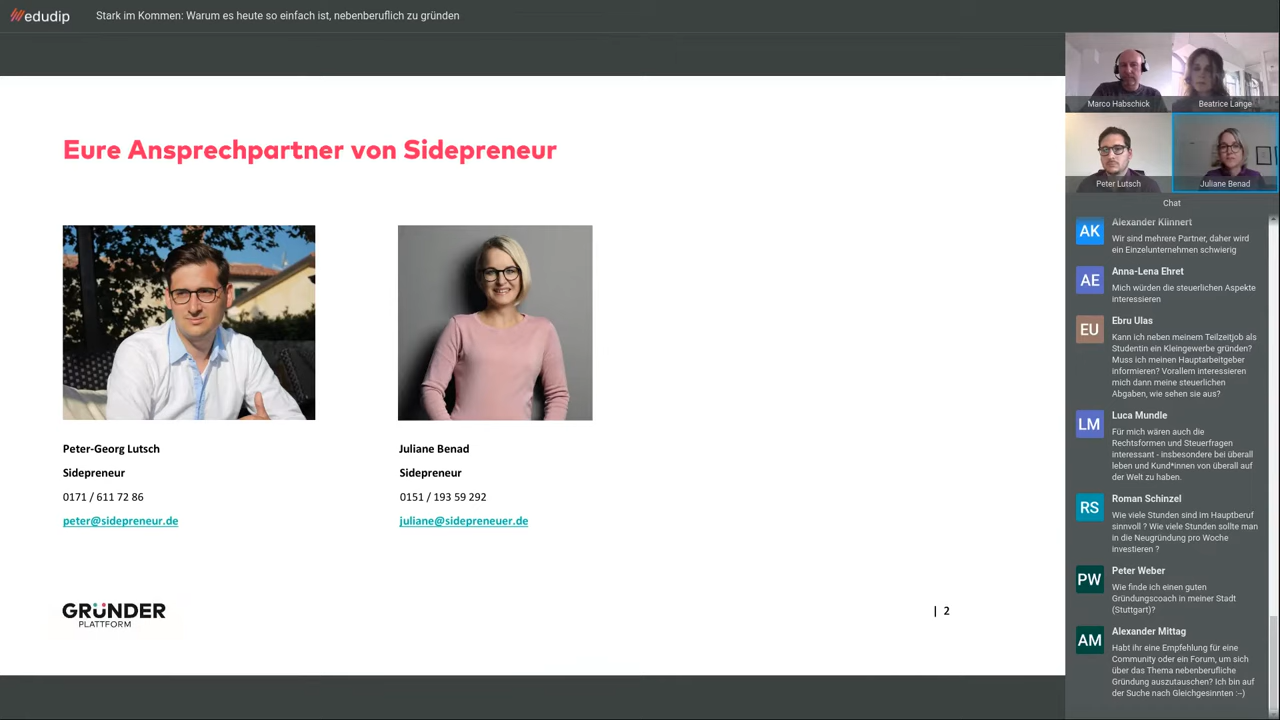 edudip
Stark im Kommen: Warum es heute so einfach ist, nebenberuflich zu gründen
Eure Ansprechpartner von Sidepreneur
Peter-Georg Lutsch
Sidepreneur
0171 / 611 72 86
peter@sidepreneur.de
Juliane Benad
Sidepreneur
0151 / 193 59 292
juliane@sidepreneuer.de
GRÜNDER
PLATTFORM
| 2
Marco Habschick
Beatrice Lange
Peter Lutsch
Juliane Benad
Chat
AK
Alexander Klinnert
Wir sind mehrere Partner, daher wird
ein Einzelunternehmen schwierig
AE
Anna-Lena Ehret
Mich würden die steuerlichen Aspekte
interessieren
EU
Ebru Ulas
Kann ich neben meinem Teilzeitjob als
Studentin ein Kleingewerbe gründen?
Muss ich meinen Hauptarbeitgeber
informieren? Vorallem interessieren
mich dann meine steuerlichen
Abgaben, wie sehen sie aus?
LM
Luca Mundle
Für mich wären auch die
Rechtsformen und Steuerfragen
interessant - insbesondere bei überall
leben und Kund*innen von überall auf
der Welt zu haben.
RS
Roman Schinzel
Wie viele Stunden sind im Hauptberuf
sinnvoll ? Wie viele Stunden sollte man
in die Neugründung pro Woche
investieren ?
PW
Peter Weber
Wie finde ich einen guten
Gründungscoach in meiner Stadt
(Stuttgart)?
AM
Alexander Mittag
Habt ihr eine Empfehlung für eine
Community oder ein Forum, um sich
über das Thema nebenberufliche
Gründung auszutauschen? Ich bin auf
der Suche nach Gleichgesinnten :-)